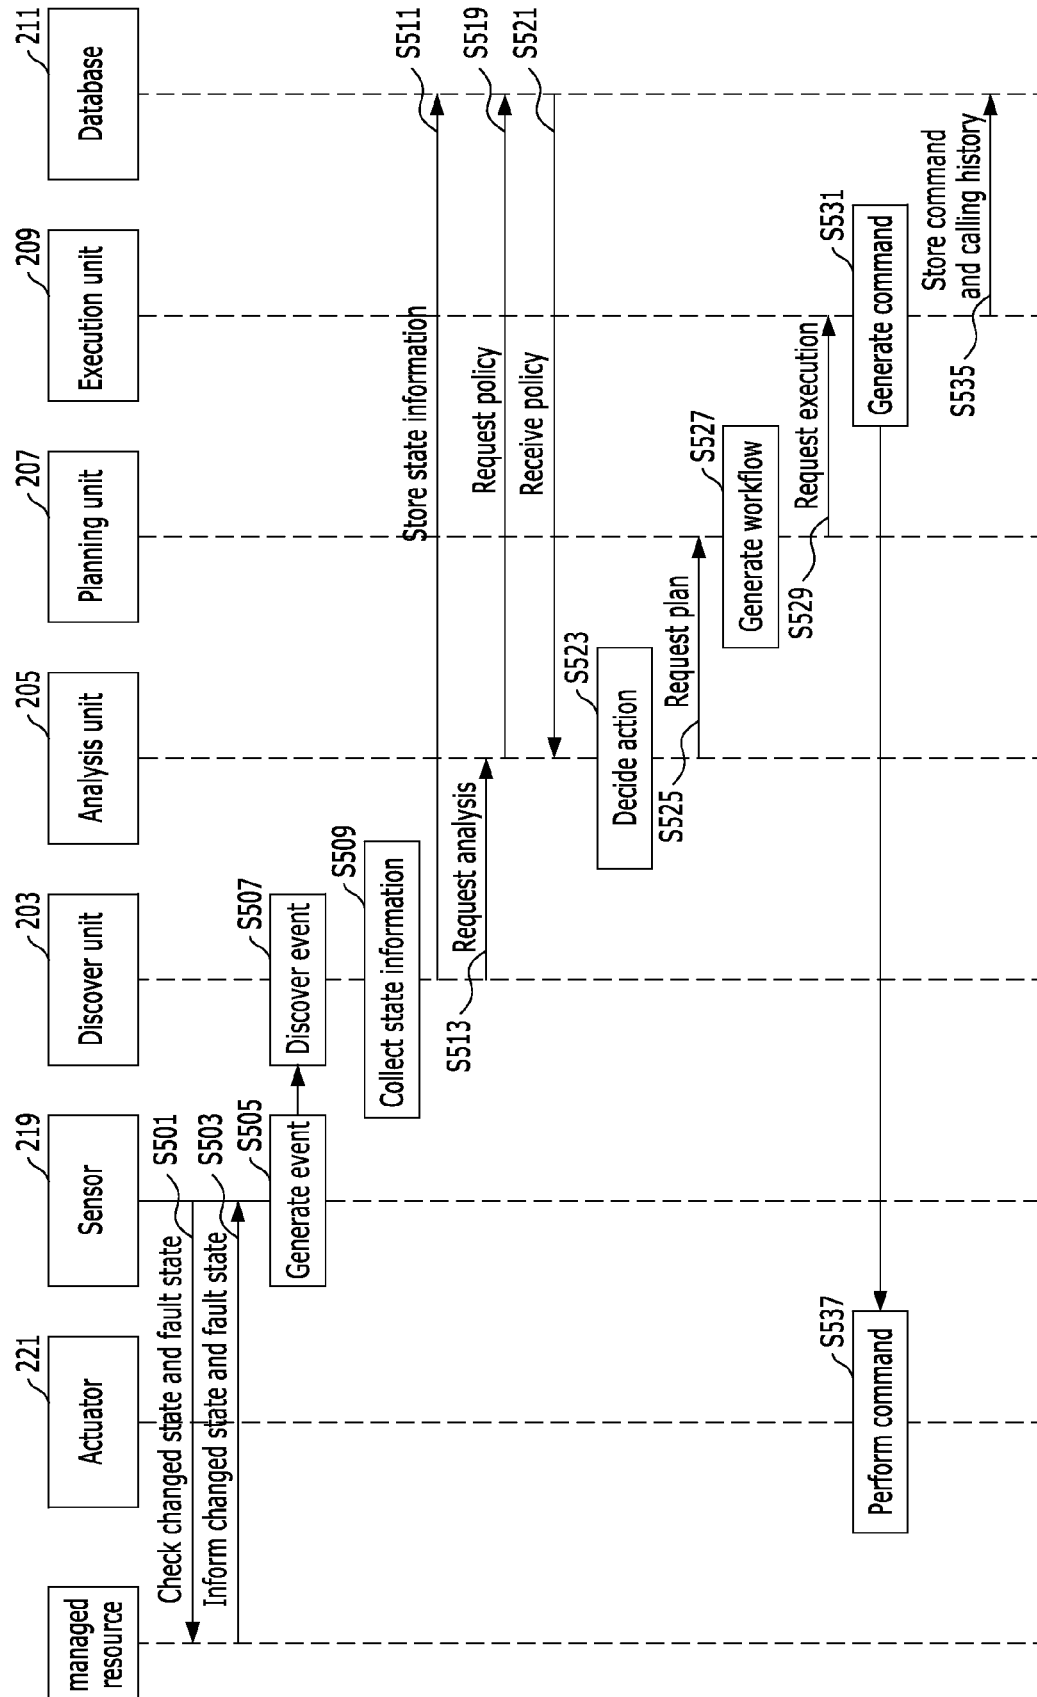 managed
resource
221
Actuator
219
Sensor
203
Discover unit
205
Analysis unit
207
Planning unit
209
Execution unit
211
Database
Check changed state and fault state
S501
Inform changed state and fault state
S503
S505
Generate event
S507
Discover event
S509
Collect state information
Store state information
S511
S513
Request analysis
Request policy
S519
Receive policy
S521
S523
Decide action
S525
Request plan
S527
Generate workflow
S529
Request execution
S531
Generate command
S537
Perform command
S535
Store command
and calling history